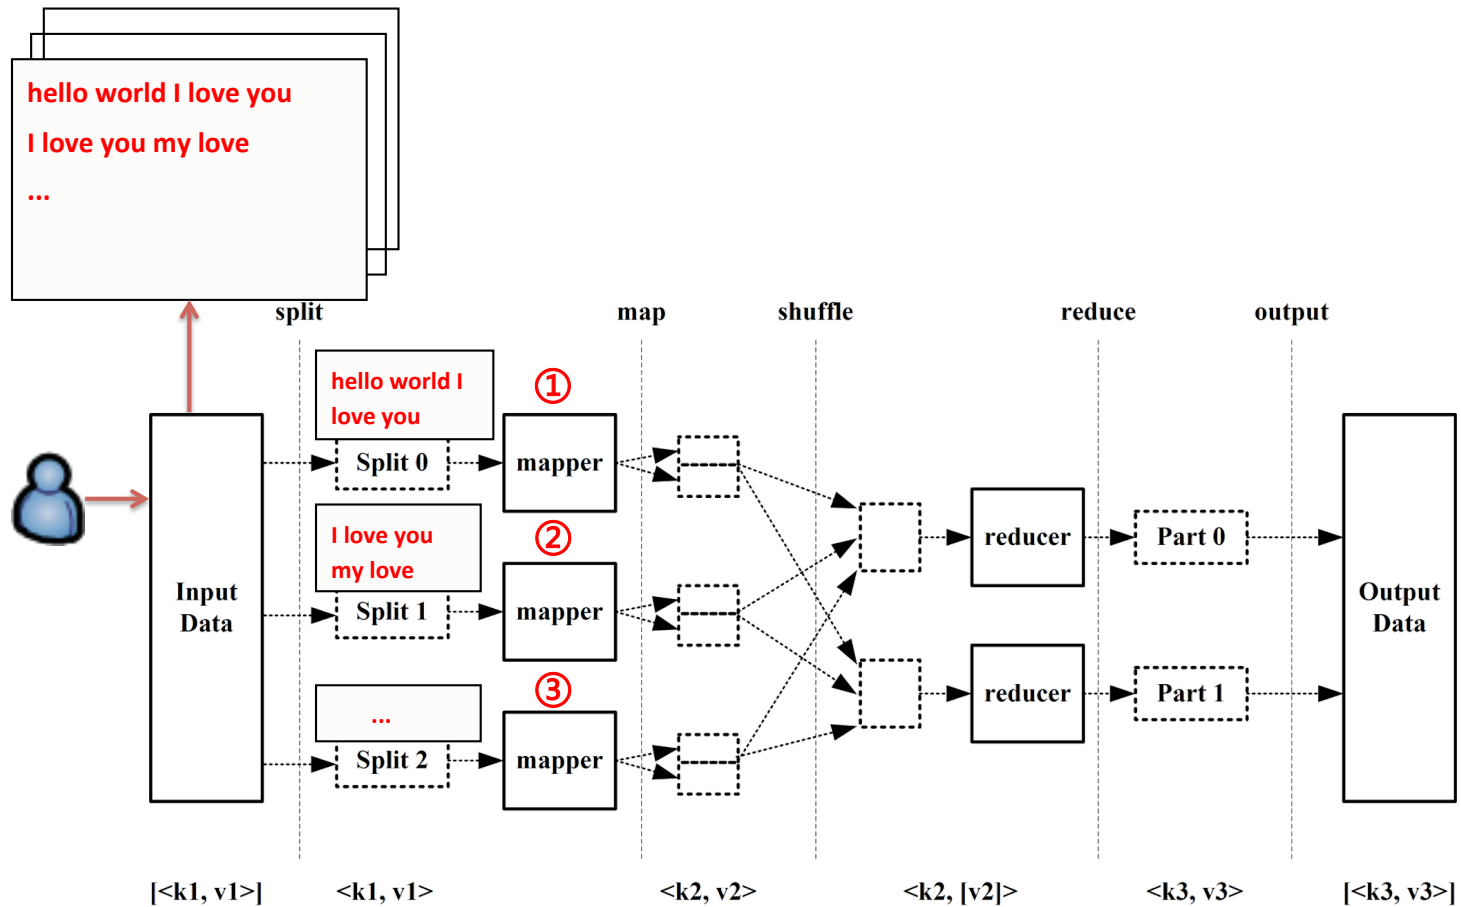 hello world I love you
I love you my love
...
split
map
shuffle
reduce
output
hello world I
love you
①
Split 0
mapper
I love you
my love
②
Split 1
mapper
...
③
Split 2
mapper
Input
Data
reducer
Part 0
reducer
Part 1
Output
Data
[<k1, v1>]
<k1, v1>
<k2, v2>
<k2, [v2]>
<k3, v3>
[<k3, v3>]